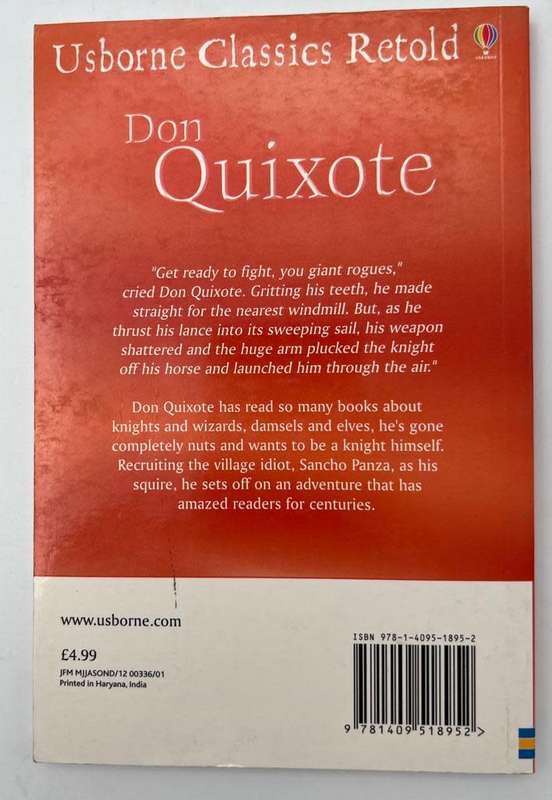 Usborne Classics Retold
USBORNE
Don
Quixote
"Get ready to fight, you giant rogues,"
cried Don Quixote. Gritting his teeth, he made
straight for the nearest windmill. But, as he
thrust his lance into its sweeping sail, his weapon
shattered and the huge arm plucked the knight
off his horse and launched him through the air."
Don Quixote has read so many books about
knights and wizards, damsels and elves, he's gone
completely nuts and wants to be a knight himself.
Recruiting the village idiot, Sancho Panza, as his
squire, he sets off on an adventure that has
amazed readers for centuries.
www.usborne.com
£4.99
JFM MJJASOND/12 00336/01
Printed in Haryana, India
ISBN 978-1-4095-1895-2
9 781409 518952 >